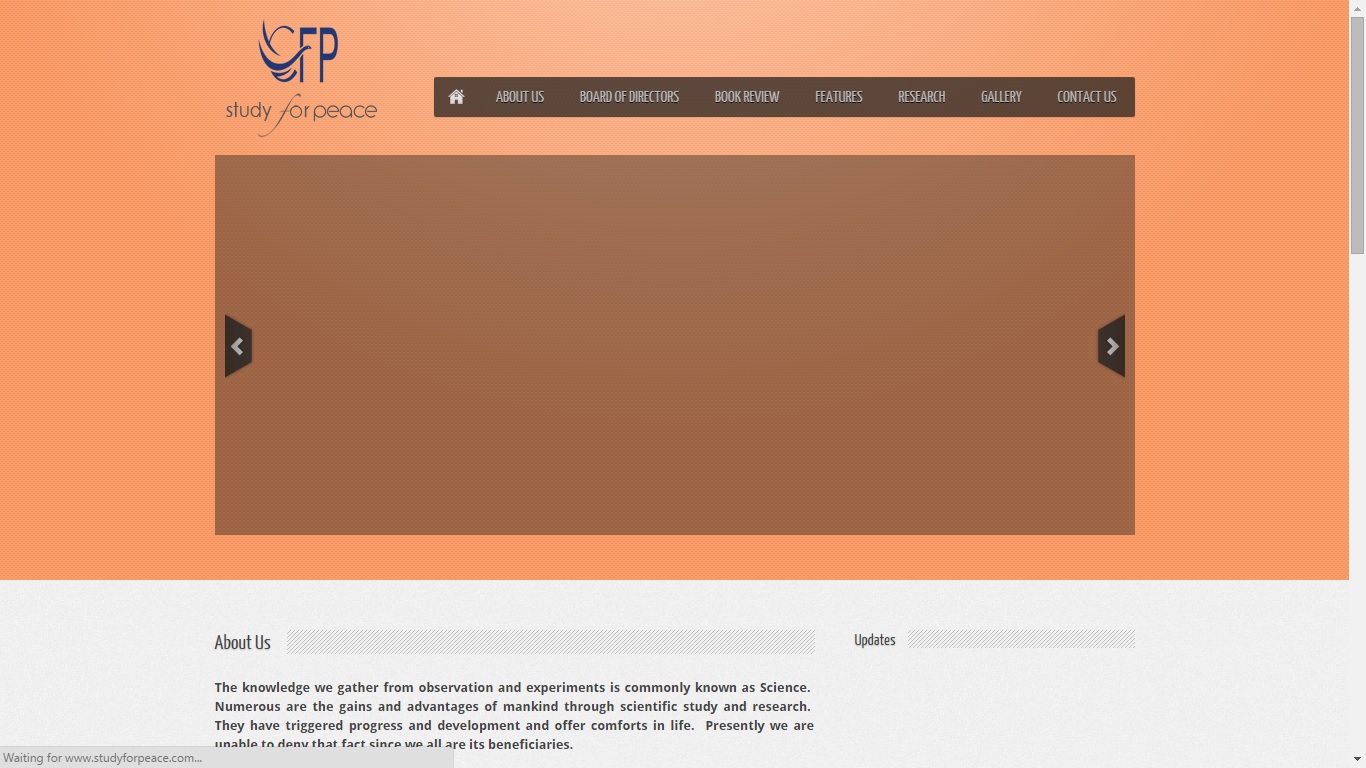 CFP
study for peace
ABOUT US BOARD OF DIRECTORS BOOK REVIEW FEATURES RESEARCH GALLERY CONTACT US
About Us
The knowledge we gather from observation and experiments is commonly known as Science.
Numerous are the gains and advantages of mankind through scientific study and research.
They have triggered progress and development and offer comforts in life. Presently we are
unable to deny that fact since we all are its beneficiaries.
Updates
Waiting for www.studyforpeace.com...